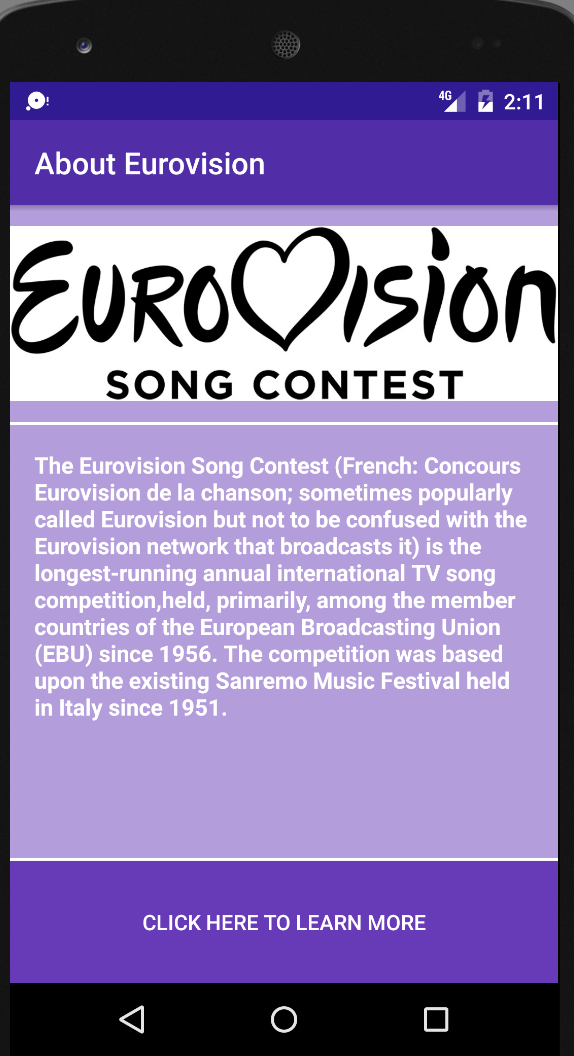 4G 2:11
About Eurovision
EUROVISION
SONG CONTEST
The Eurovision Song Contest (French: Concours
Eurovision de la chanson; sometimes popularly
called Eurovision but not to be confused with the
Eurovision network that broadcasts it) is the
longest-running annual international TV song
competition,held, primarily, among the member
countries of the European Broadcasting Union
(EBU) since 1956. The competition was based
upon the existing Sanremo Music Festival held
in Italy since 1951.
CLICK HERE TO LEARN MORE